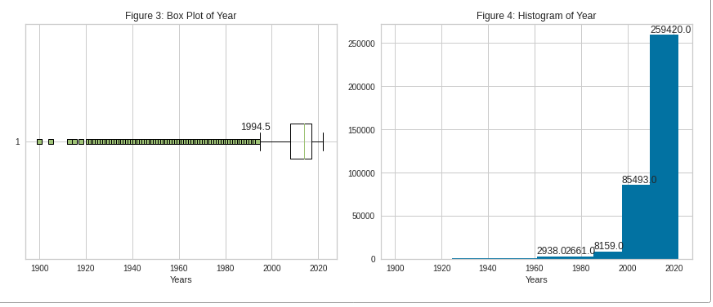 Figure 3: Box Plot of Year
1994.5
1
1900 1920 1940 1960 1980 2000 2020
Years
Figure 4: Histogram of Year
259420.0
250000
200000
150000
100000
85493.0
50000
2938.0 2661.0 8159.0
0
1900 1920 1940 1960 1980 2000 2020
Years